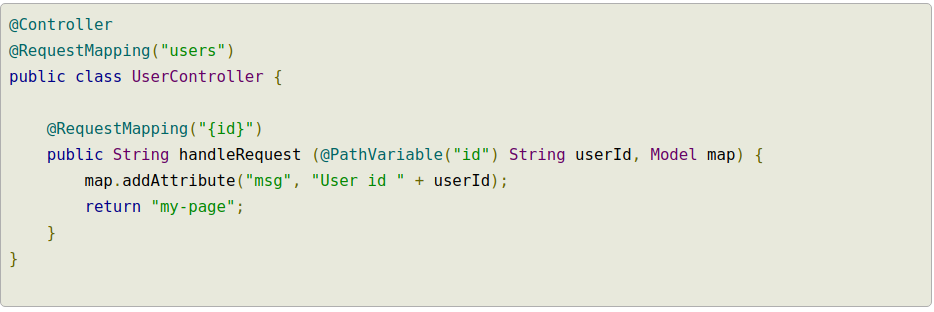 @Controller
@RequestMapping("users")
public class UserController {
@RequestMapping("{id}")
public String handleRequest (@PathVariable("id") String userId, Model map) {
map.addAttribute("msg", "User id " + userId);
return "my-page";
}
}